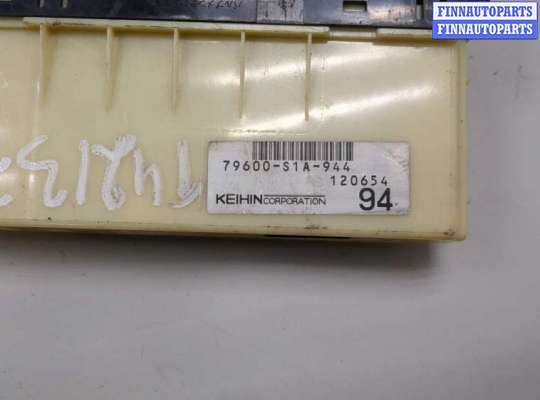 FINNAUTOPARTS
FINNAUTOPARTS
79600-S1A-944
120654
KEIHIN CORPORATION
94